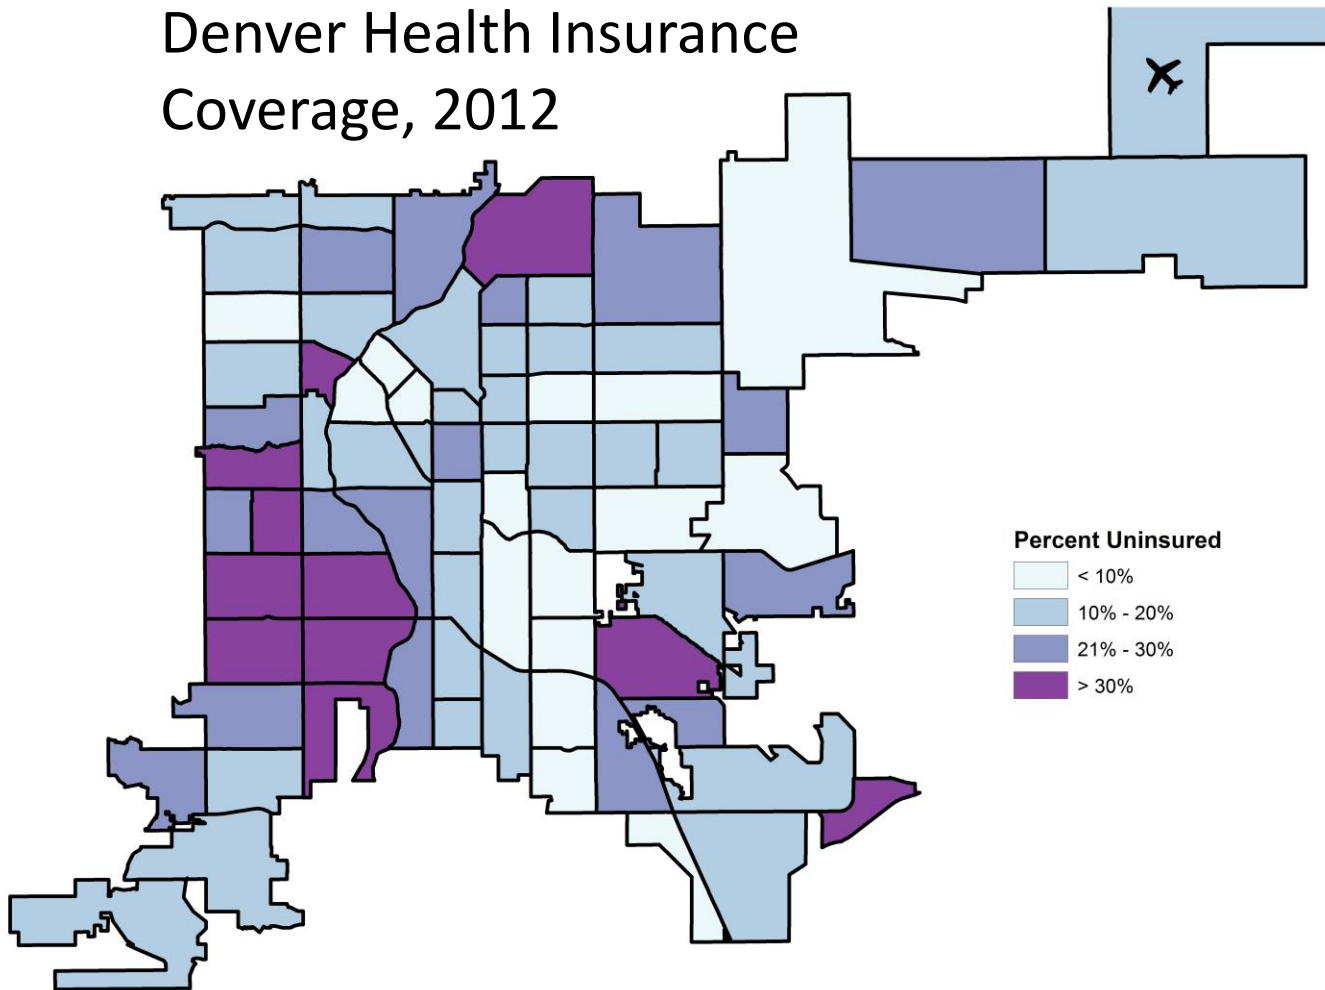 Denver Health Insurance
Coverage, 2012
Percent Uninsured
< 10%
10% - 20%
21% - 30%
> 30%